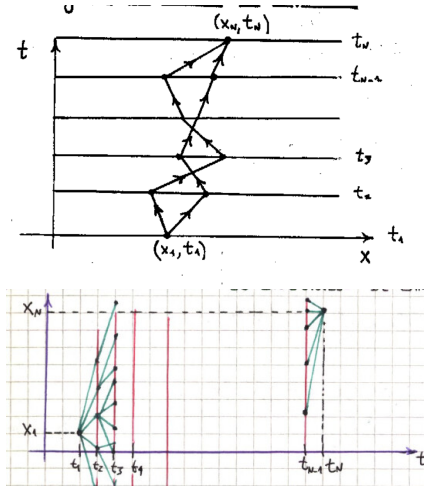 (x_N, t_N)
t
t_N
t_{N-1}
t_3
t_2
t_1
(x_1, t_1)
x
x_N
x_1
t_1 t_2 t_3 t_4 t_{N-1} t_N t